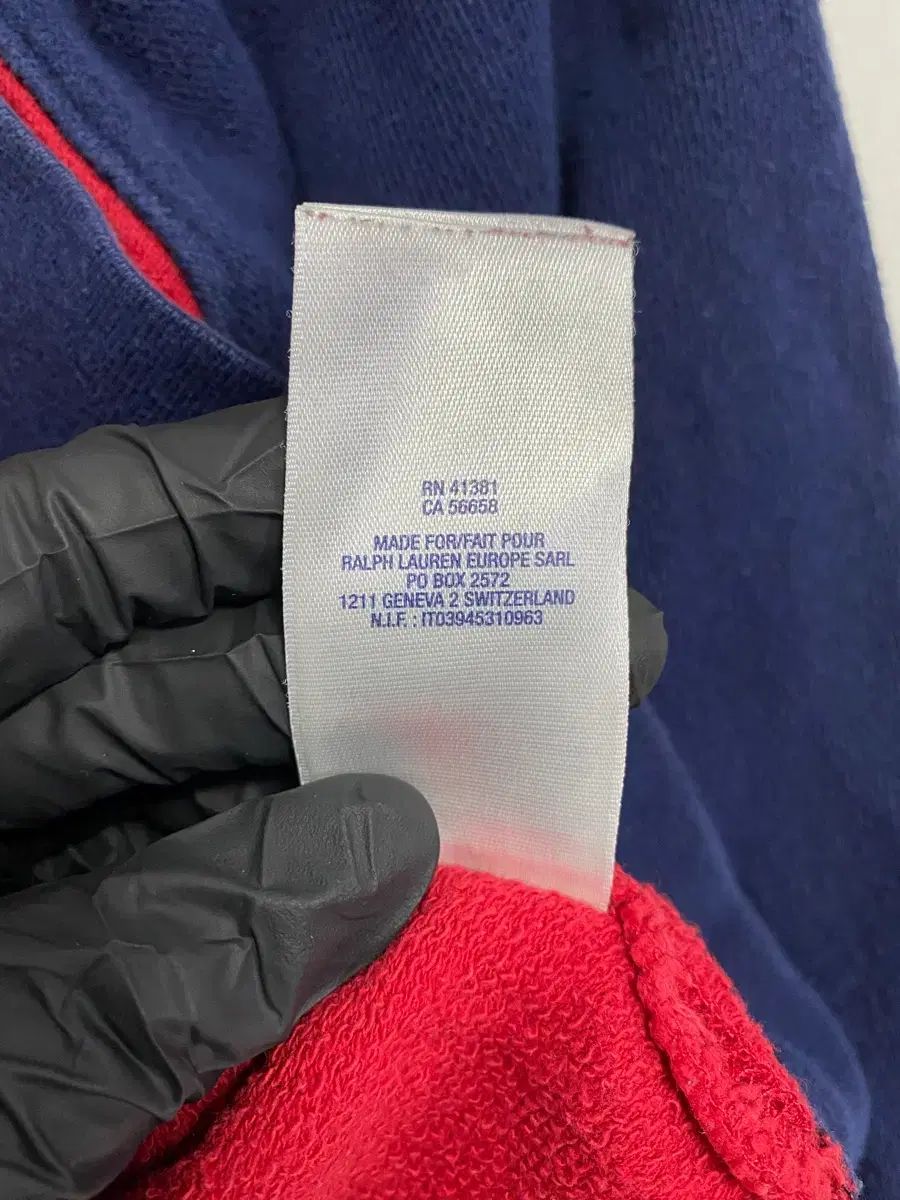 RN 41381
CA 56658
MADE FOR/FAIT POUR
RALPH LAUREN EUROPE SARL
PO BOX 2572
1211 GENEVA 2 SWITZERLAND
N.I.F. : IT03945310963